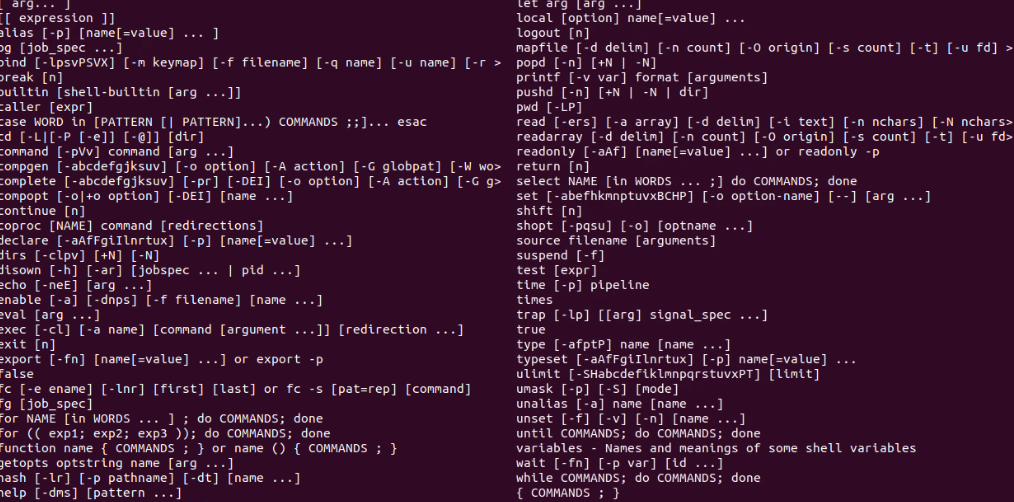 [ arg... ]
[[ expression ]]
alias [-p] [name[=value] ... ]
bg [job_spec ...]
bind [-lpsvPSVX] [-m keymap] [-f filename] [-q name] [-u name] [-r >
break [n]
builtin [shell-builtin [arg ...]]
caller [expr]
case WORD in [PATTERN [| PATTERN]...) COMMANDS ;;]... esac
cd [-L|[-P [-e]] [-@]] [dir]
command [-pVv] command [arg ...]
compgen [-abcdefgjksuv] [-o option] [-A action] [-G globpat] [-W wo>
complete [-abcdefgjksuv] [-pr] [-DEI] [-o option] [-A action] [-G g>
compopt [-o|+o option] [-DEI] [name ...]
continue [n]
coproc [NAME] command [redirections]
declare [-aAfFgiIlnrtux] [-p] [name[=value] ...]
dirs [-clpv] [+N] [-N]
disown [-h] [-ar] [jobspec ... | pid ...]
echo [-neE] [arg ...]
enable [-a] [-dnps] [-f filename] [name ...]
eval [arg ...]
exec [-cl] [-a name] [command [argument ...]] [redirection ...]
exit [n]
export [-fn] [name[=value] ...] or export -p
false
fc [-e ename] [-lnr] [first] [last] or fc -s [pat=rep] [command]
fg [job_spec]
for NAME [in WORDS ... ] ; do COMMANDS; done
for (( exp1; exp2; exp3 )); do COMMANDS; done
function name { COMMANDS ; } or name () { COMMANDS ; }
getopts optstring name [arg ...]
hash [-lr] [-p pathname] [-dt] [name ...]
help [-dms] [pattern ...]
let arg [arg ...]
local [option] name[=value] ...
logout [n]
mapfile [-d delim] [-n count] [-O origin] [-s count] [-t] [-u fd] >
popd [-n] [+N | -N]
printf [-v var] format [arguments]
pushd [-n] [+N | -N | dir]
pwd [-LP]
read [-ers] [-a array] [-d delim] [-i text] [-n nchars] [-N nchars>
readarray [-d delim] [-n count] [-O origin] [-s count] [-t] [-u fd>
readonly [-aAf] [name[=value] ...] or readonly -p
return [n]
select NAME [in WORDS ... ;] do COMMANDS; done
set [-abefhkmnptuvxBCHP] [-o option-name] [--] [arg ...]
shift [n]
shopt [-pqsu] [-o] [optname ...]
source filename [arguments]
suspend [-f]
test [expr]
time [-p] pipeline
times
trap [-lp] [[arg] signal_spec ...]
true
type [-afptP] name [name ...]
typeset [-aAfFgiIlnrtux] [-p] name[=value] ...
ulimit [-SHabcdefiklmnpqrstuvxPT] [limit]
umask [-p] [-S] [mode]
unalias [-a] name [name ...]
unset [-f] [-v] [-n] [name ...]
until COMMANDS; do COMMANDS; done
variables - Names and meanings of some shell variables
wait [-fn] [-p var] [id ...]
while COMMANDS; do COMMANDS; done
{ COMMANDS ; }